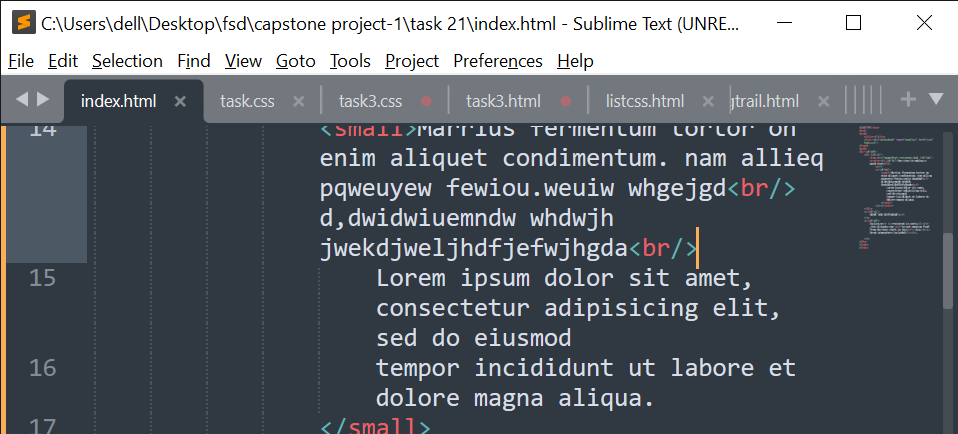 C:\Users\dell\Desktop\fsd\capstone project-1\task 21\index.html - Sublime Text (UNRE...
File Edit Selection Find View Goto Tools Project Preferences Help
index.html task.css task3.css task3.html listcss.html gtrail.html
14 <small>Marrius fermentum tortor on
enim aliquet condimentum. nam allieq
pqweuyew fewiou.weuiw whgejgd<br/>
d,dwidwiuemndw whdwjh
jwekdjweljhdfjefwjhgda<br/>
15 Lorem ipsum dolor sit amet,
consectetur adipisicing elit,
sed do eiusmod
16 tempor incididunt ut labore et
dolore magna aliqua.
17 </small>